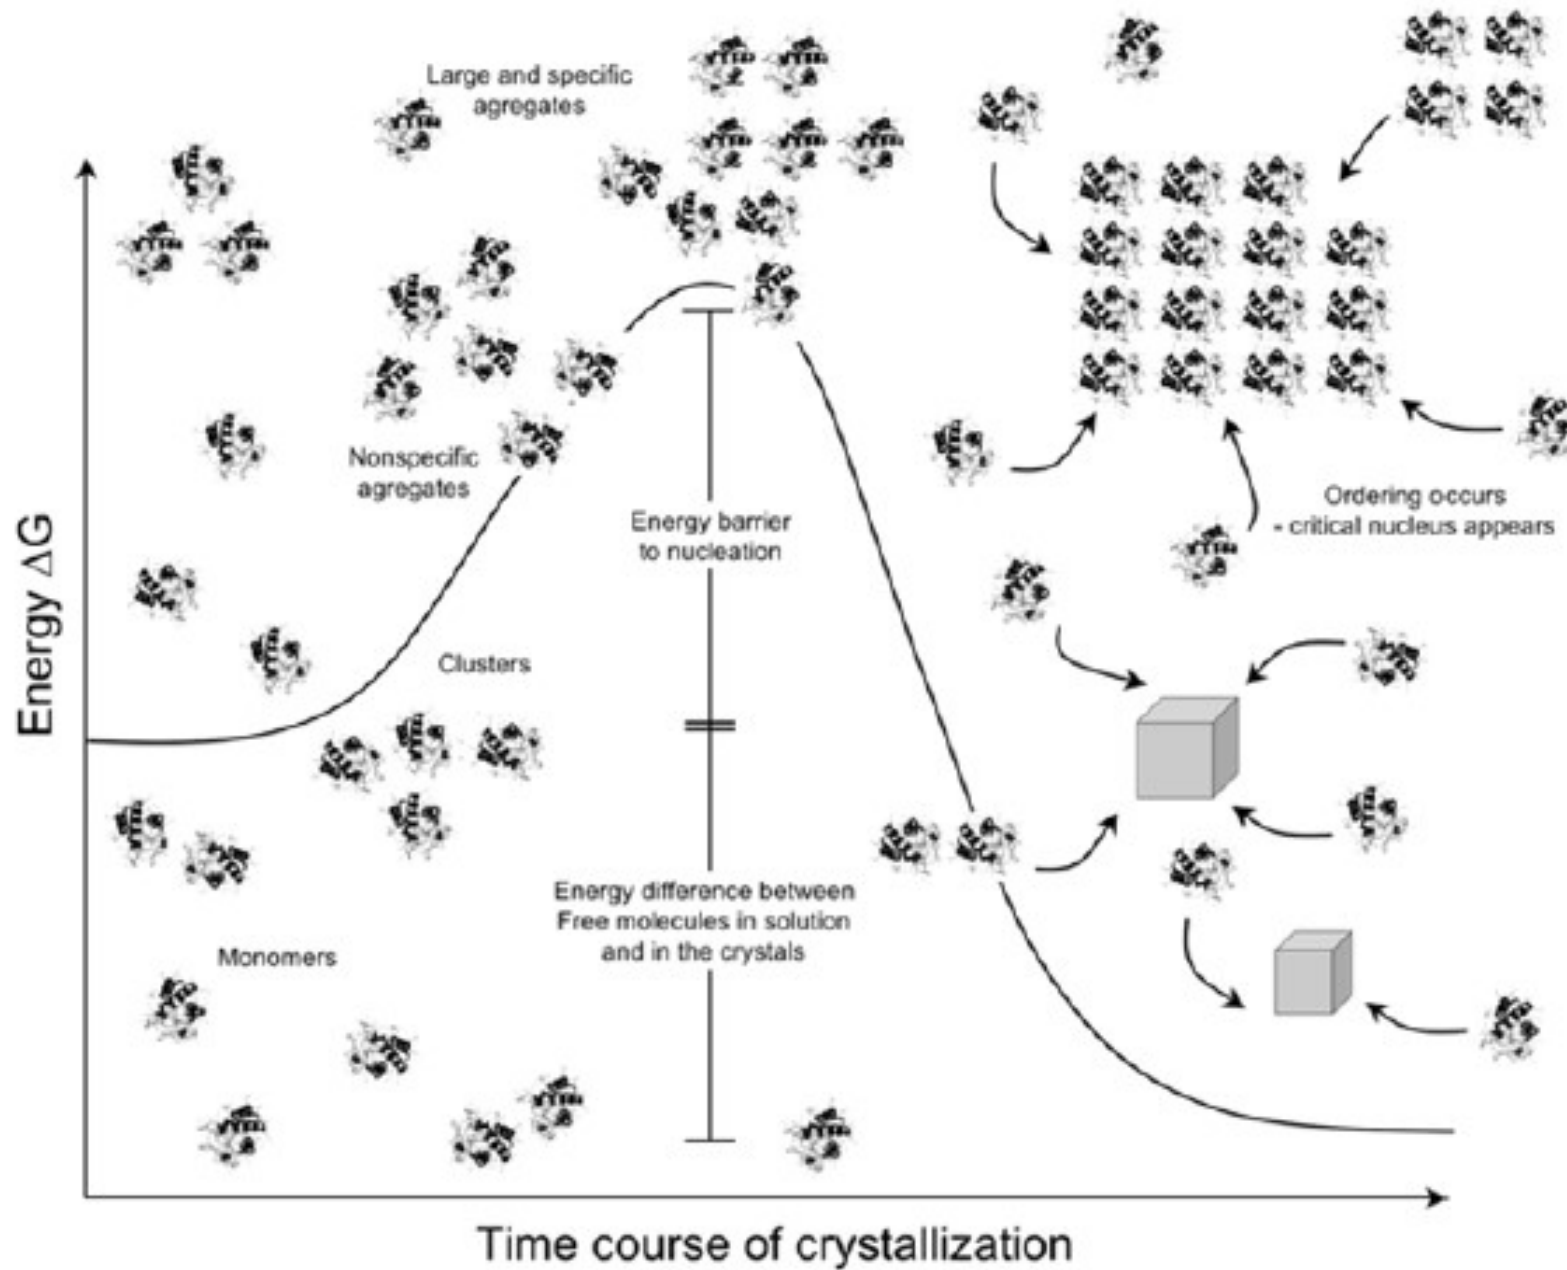 Large and specific
agregates
Nonspecific
agregates
Energy barrier
to nucleation
Ordering occurs
- critical nucleus appears
Clusters
Energy difference between
Free molecules in solution
and in the crystals
Monomers
Energy ΔG
Time course of crystallization